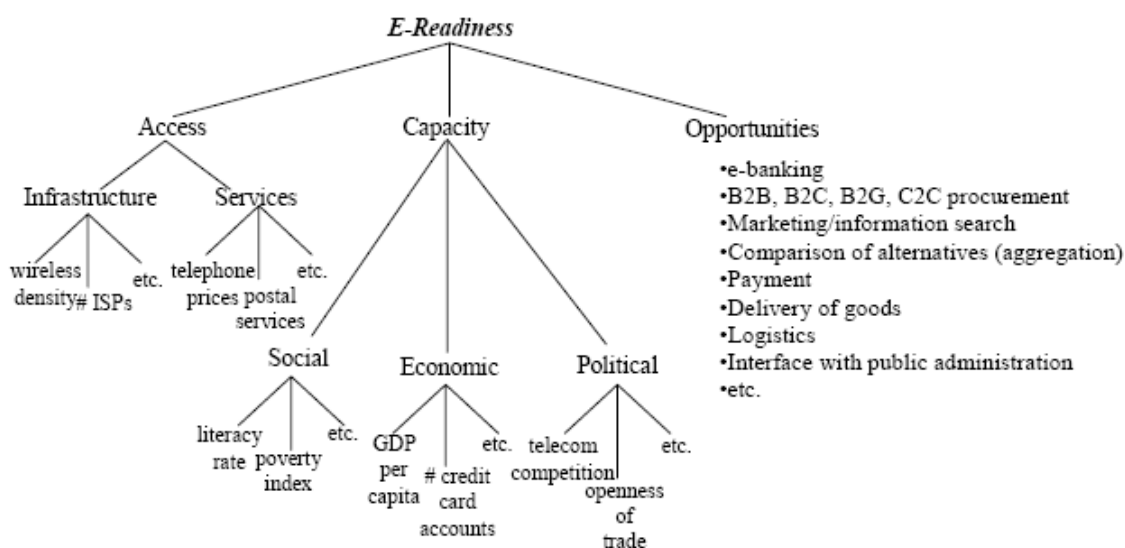 E-Readiness
Access
Capacity
Opportunities
Infrastructure
Services
wireless
density
# ISPs
etc.
telephone
prices
postal
services
etc.
Social
Economic
Political
literacy
rate
poverty
index
etc.
GDP
per
capita
# credit
card
accounts
etc.
telecom
competition
openness
of
trade
etc.
•e-banking
•B2B, B2C, B2G, C2C procurement
•Marketing/information search
•Comparison of alternatives (aggregation)
•Payment
•Delivery of goods
•Logistics
•Interface with public administration
•etc.